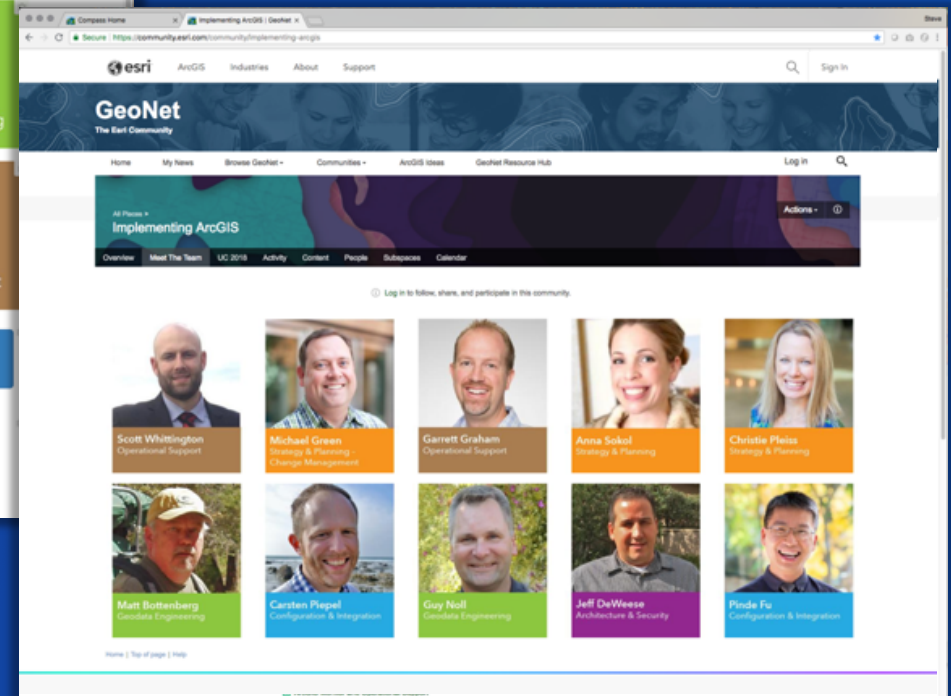 Compass Home
Implementing ArcGIS | GeoNet
Steve
Secure
https://community.esri.com/community/implementing-arcgis
esri
ArcGIS
Industries
About
Support
Sign In
GeoNet
The Esri Community
Home
My News
Browse GeoNet
Communities
ArcGIS Ideas
GeoNet Resource Hub
Log in
All Places >
Implementing ArcGIS
Actions
Overview
Meet The Team
UC 2018
Activity
Content
People
Subspaces
Calendar
Log in to follow, share, and participate in this community.
Scott Whittington
Operational Support
Michael Green
Strategy & Planning -
Change Management
Garrett Graham
Operational Support
Anna Sokol
Strategy & Planning
Christie Pleiss
Strategy & Planning
Matt Bottenberg
Geodata Engineering
Carsten Piepel
Configuration & Integration
Guy Noll
Geodata Engineering
Jeff DeWeese
Architecture & Security
Pinde Fu
Configuration & Integration
Home | Top of page | Help